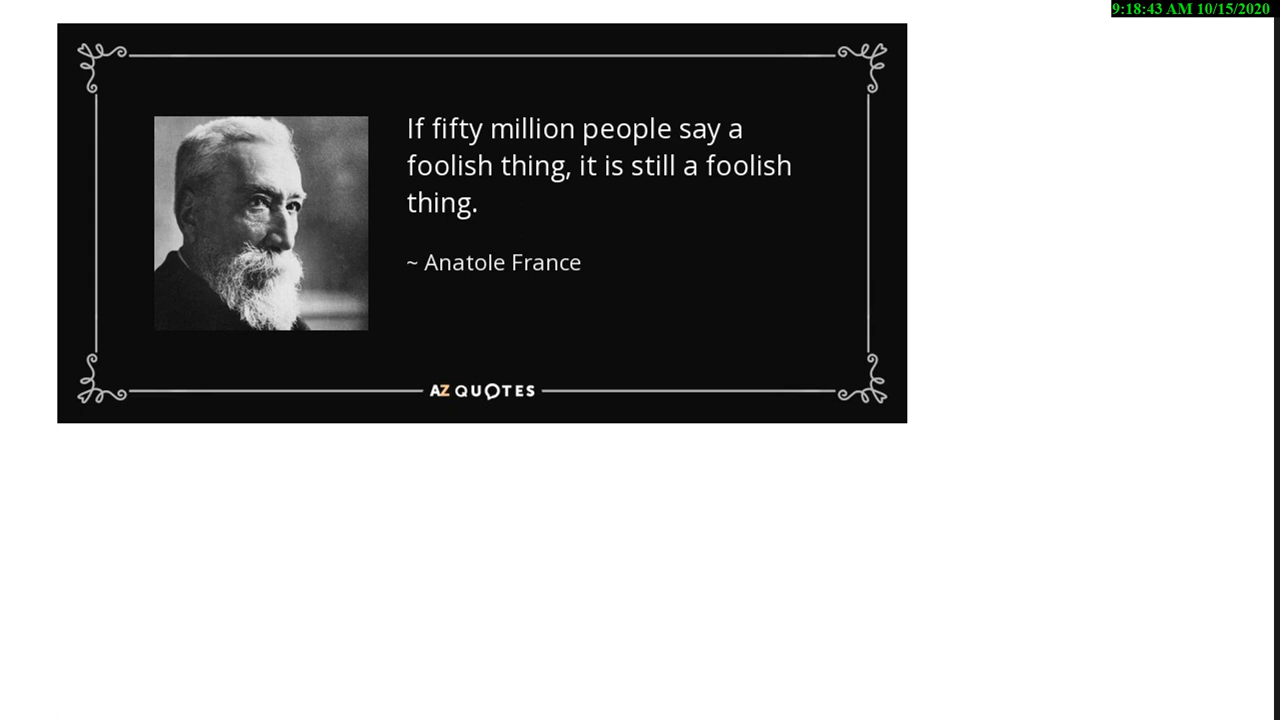 9:18:43 AM 10/15/2020
If fifty million people say a
foolish thing, it is still a foolish
thing.
~ Anatole France
AZ QUOTES